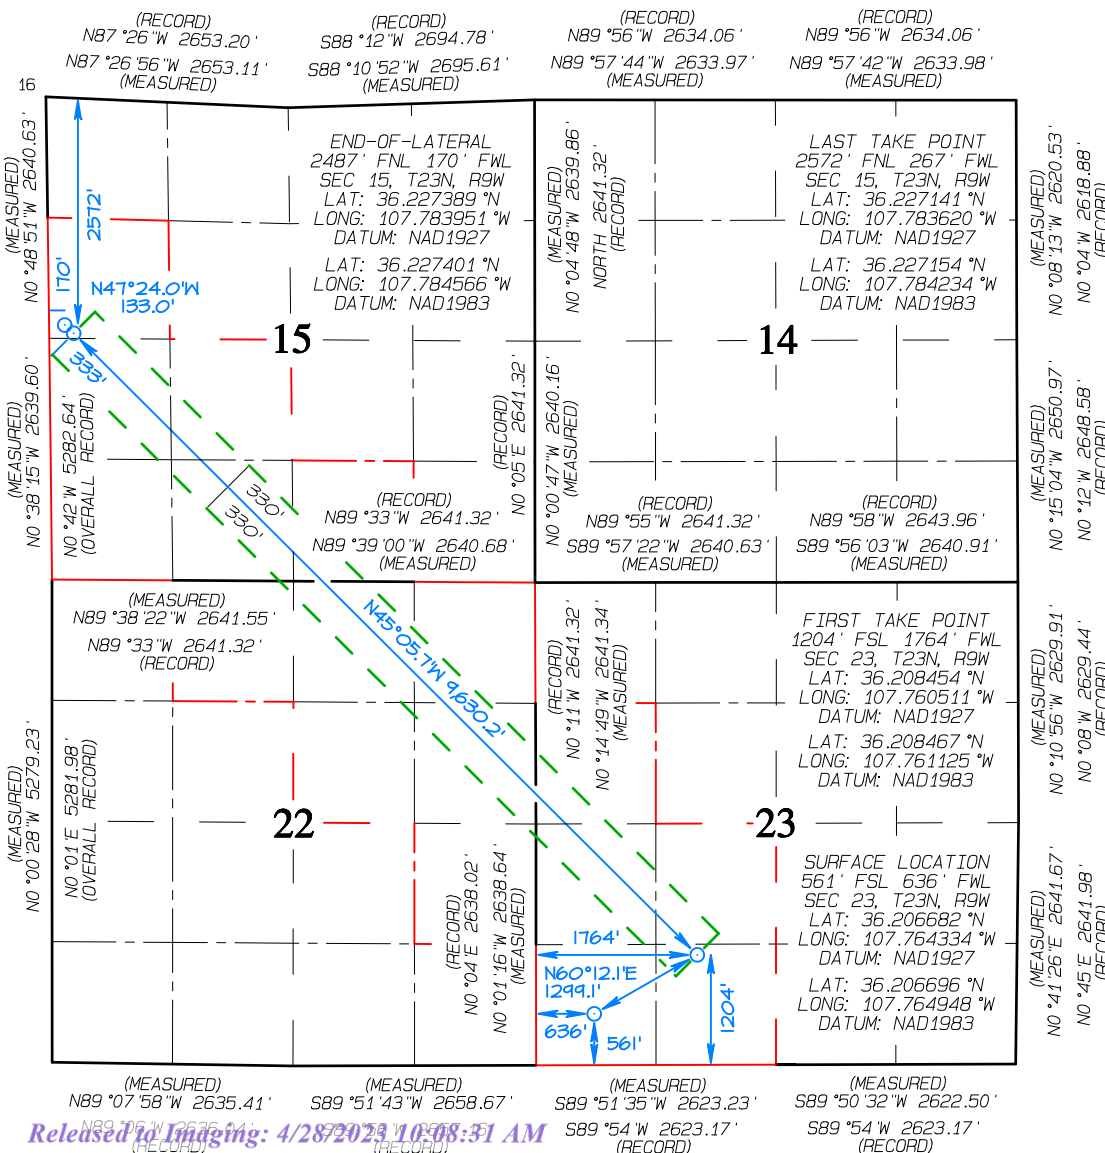 (RECORD)
N87°26'W 2653.20'
N87°26'56"W 2653.11'
(MEASURED)
(RECORD)
S88°12"W 2694.78'
S88°10'52"W 2695.61'
(MEASURED)
(RECORD)
N89°56"W 2634.06'
N89°57'44"W 2633.97'
(MEASURED)
(RECORD)
N89°56"W 2634.06'
N89°57'42"W 2633.98'
(MEASURED)
16
(MEASURED)
N0°48'51"W 2640.63'
2572'
170'
N47°24.0'W
133.0'
END-OF-LATERAL
2487' FNL 170' FWL
SEC 15, T23N, R9W
LAT: 36.227389 °N
LONG: 107.783951 °W
DATUM: NAD1927
LAT: 36.227401 °N
LONG: 107.784566 °W
DATUM: NAD1983
(MEASURED)
N0°04'48"W 2639.86'
NORTH 2641.32'
(RECORD)
LAST TAKE POINT
2572' FNL 267' FWL
SEC 15, T23N, R9W
LAT: 36.227141 °N
LONG: 107.783620 °W
DATUM: NAD1927
LAT: 36.227154 °N
LONG: 107.784234 °W
DATUM: NAD1983
(MEASURED)
N0°08'13"W 2620.53'
N0°04'W 2618.88'
(RECORD)
15
14
333'
(MEASURED)
N0°38'15"W 2639.60'
N0°42'W 5282.64'
(OVERALL RECORD)
330'
330'
(RECORD)
N0°05'E 2641.32'
N0°00'47"W 2640.16'
(MEASURED)
(RECORD)
N89°33"W 2641.32'
N89°39'00"W 2640.68'
(MEASURED)
(RECORD)
N89°55"W 2641.32'
S89°57'22"W 2640.63'
(MEASURED)
(RECORD)
N89°58"W 2643.96'
S89°56'03"W 2640.91'
(MEASURED)
(MEASURED)
N0°15'04"W 2650.97'
N0°12'W 2648.58'
(RECORD)
(MEASURED)
N89°38'22"W 2641.55'
N89°33"W 2641.32'
(RECORD)
N45°05.7'W 9,630.2'
(RECORD)
N0°11'W 2641.32'
N0°14'49"W 2641.34'
(MEASURED)
FIRST TAKE POINT
1204' FSL 1764' FWL
SEC 23, T23N, R9W
LAT: 36.208454 °N
LONG: 107.760511 °W
DATUM: NAD1927
LAT: 36.208467 °N
LONG: 107.761125 °W
DATUM: NAD1983
(MEASURED)
N0°10'56"W 2629.91'
N0°08'W 2629.44'
(RECORD)
(MEASURED)
N0°00'28"W 5279.23'
N0°01'E 5281.98'
(OVERALL RECORD)
22
23
(RECORD)
N0°04'E 2638.02'
N0°01'16"W 2638.64'
(MEASURED)
1764'
N60°12.1'E
1299.1'
636'
561'
1204'
SURFACE LOCATION
561' FSL 636' FWL
SEC 23, T23N, R9W
LAT: 36.206682 °N
LONG: 107.764334 °W
DATUM: NAD1927
LAT: 36.206696 °N
LONG: 107.764948 °W
DATUM: NAD1983
(MEASURED)
N0°41'26"E 2641.67'
N0°45'E 2641.98'
(RECORD)
(MEASURED)
N89°07'58"W 2635.41'
(RECORD)
(MEASURED)
S89°51'43"W 2658.67'
(RECORD)
(MEASURED)
S89°51'35"W 2623.23'
S89°54'W 2623.17'
(RECORD)
(MEASURED)
S89°50'32"W 2622.50'
S89°54'W 2623.17'
(RECORD)
Released to Imaging: 4/28/2023 10:08:31 AM